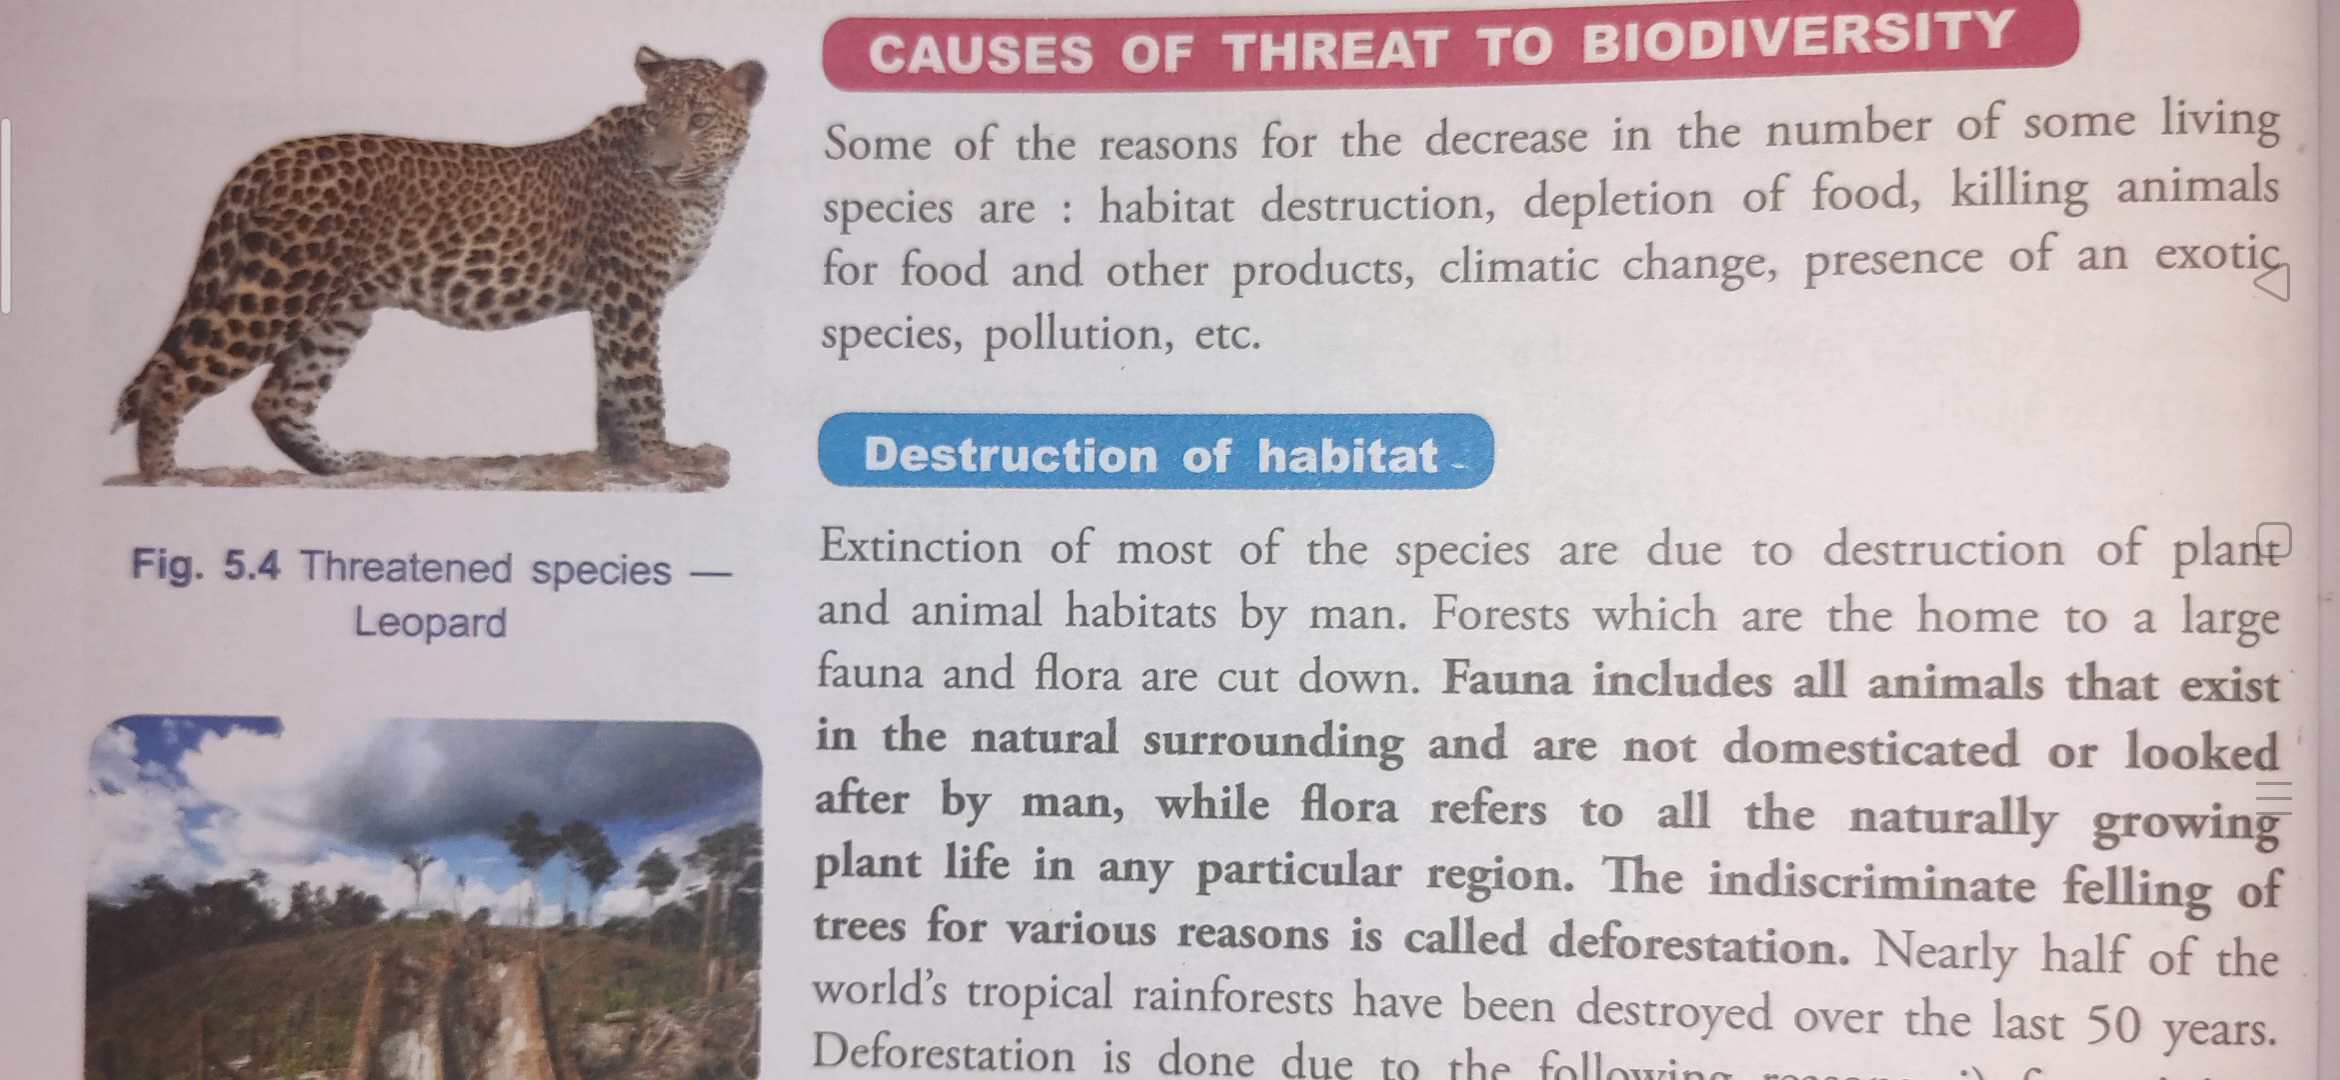 CAUSES OF THREAT TO BIODIVERSITY
Some of the reasons for the decrease in the number of some living
species are : habitat destruction, depletion of food, killing animals
for food and other products, climatic change, presence of an exotic
species, pollution, etc.
Destruction of habitat
Extinction of most of the species are due to destruction of plant
and animal habitats by man. Forests which are the home to a large
fauna and flora are cut down. Fauna includes all animals that exist
in the natural surrounding and are not domesticated or looked
after by man, while flora refers to all the naturally growing
plant life in any particular region. The indiscriminate felling of
trees for various reasons is called deforestation. Nearly half of the
world's tropical rainforests have been destroyed over the last 50 years.
Deforestation is done due to the following
Fig. 5.4 Threatened species —
Leopard